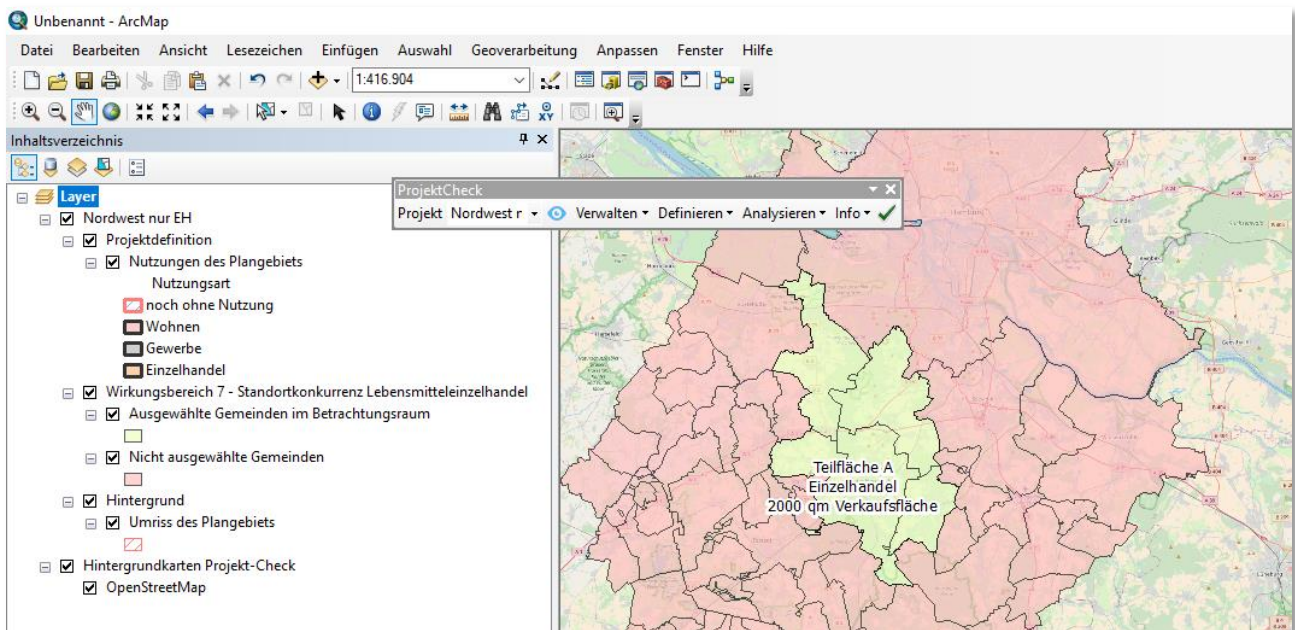 Unbenannt - ArcMap
Datei Bearbeiten Ansicht Lesezeichen Einfügen Auswahl Geoverarbeitung Anpassen Fenster Hilfe
1:416.904
Inhaltsverzeichnis
ProjektCheck
Projekt Nordwest r Verwalten Definieren Analysieren Info
Layer
Nordwest nur EH
Projektdefinition
Nutzungen des Plangebiets
Nutzungsart
noch ohne Nutzung
Wohnen
Gewerbe
Einzelhandel
Wirkungsbereich 7 - Standortkonkurrenz Lebensmitteleinzelhandel
Ausgewählte Gemeinden im Betrachtungsraum
Nicht ausgewählte Gemeinden
Hintergrund
Umriss des Plangebiets
Hintergrundkarten Projekt-Check
OpenStreetMap
Teilfläche A
Einzelhandel
2000 qm Verkaufsfläche